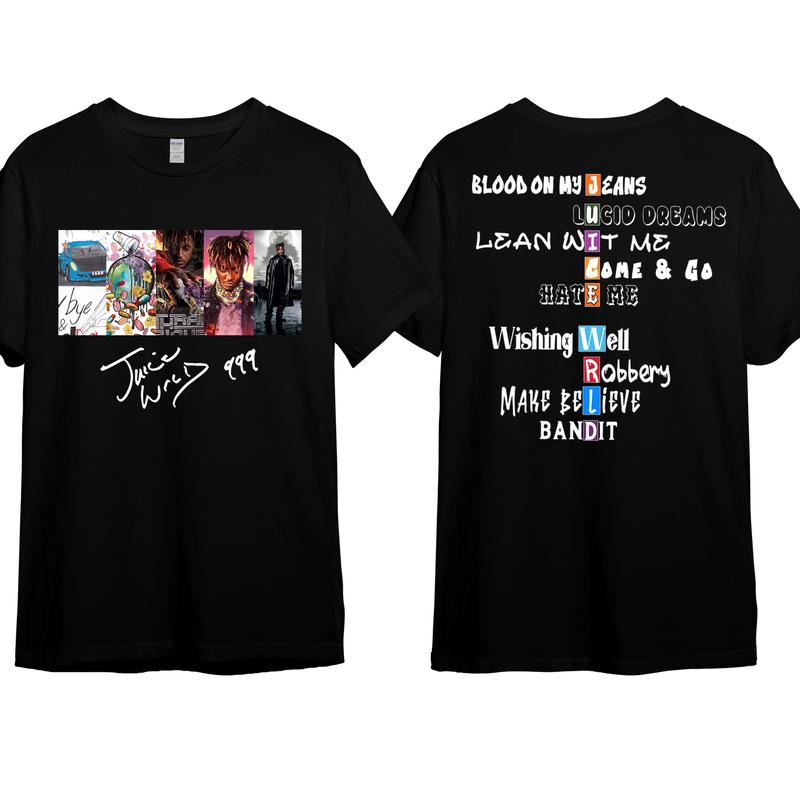 bye
&
Juice
Wrld 999
BLOOD ON MY JEANS
LUCID DREAMS
LEAN WIT ME
COME & GO
HATE ME
Wishing Well
Robbery
MAKE BELiEVE
BANDIT